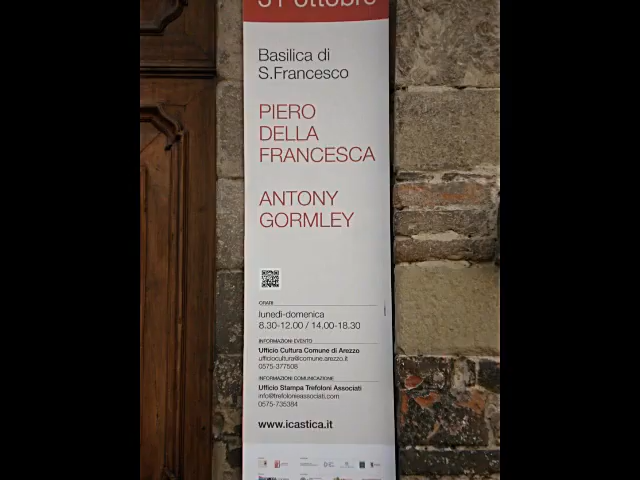 31 ottobre
Basilica di
S.Francesco
PIERO
DELLA
FRANCESCA
ANTONY
GORMLEY
ORARI
lunedì-domenica
8.30-12.00 / 14.00-18.30
INFORMAZIONI EVENTO
Ufficio Cultura Comune di Arezzo
ufficiocultura@comune.arezzo.it
0575-377508
INFORMAZIONI COMUNICAZIONE
Ufficio Stampa Trefoloni Associati
info@trefolonieassociati.com
0575-735384
www.icastica.it